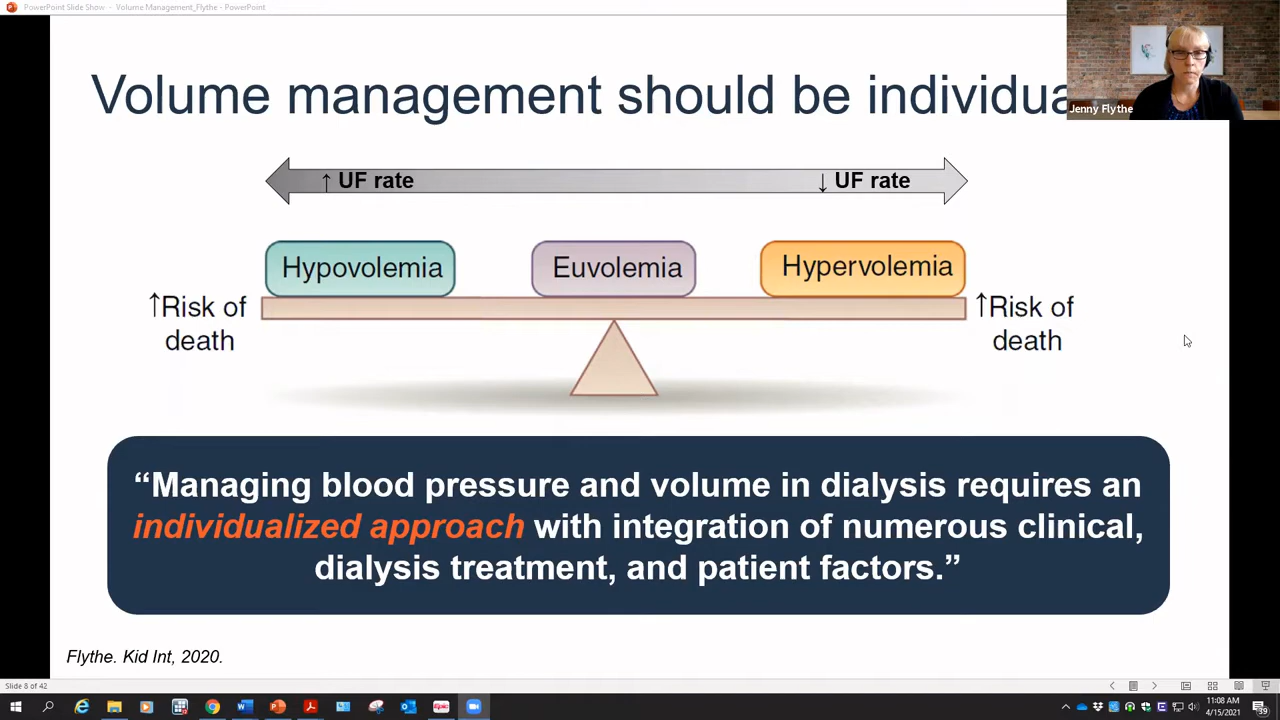 PowerPoint Slide Show - Volume Management_Flythe - PowerPoint
Volume management should be individua
Jenny Flythe
↑ UF rate
↓ UF rate
Hypovolemia
Euvolemia
Hypervolemia
↑Risk of
death
↑Risk of
death
“Managing blood pressure and volume in dialysis requires an
individualized approach with integration of numerous clinical,
dialysis treatment, and patient factors.”
Flythe. Kid Int, 2020.
Slide 8 of 42
11:08 AM
4/15/2021